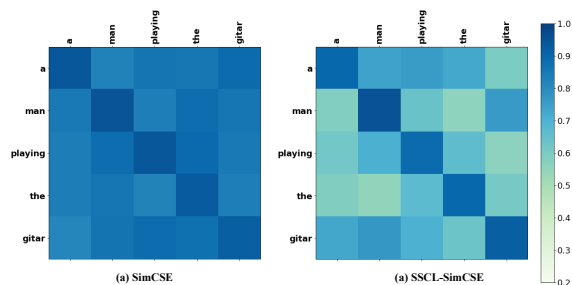 a man playing the gitar a man playing the gitar
1.0
0.9
a a
0.8
man man
0.7
playing playing
0.6
0.5
the the
0.4
gitar gitar
0.3
0.2
(a) SimCSE (a) SSCL-SimCSE